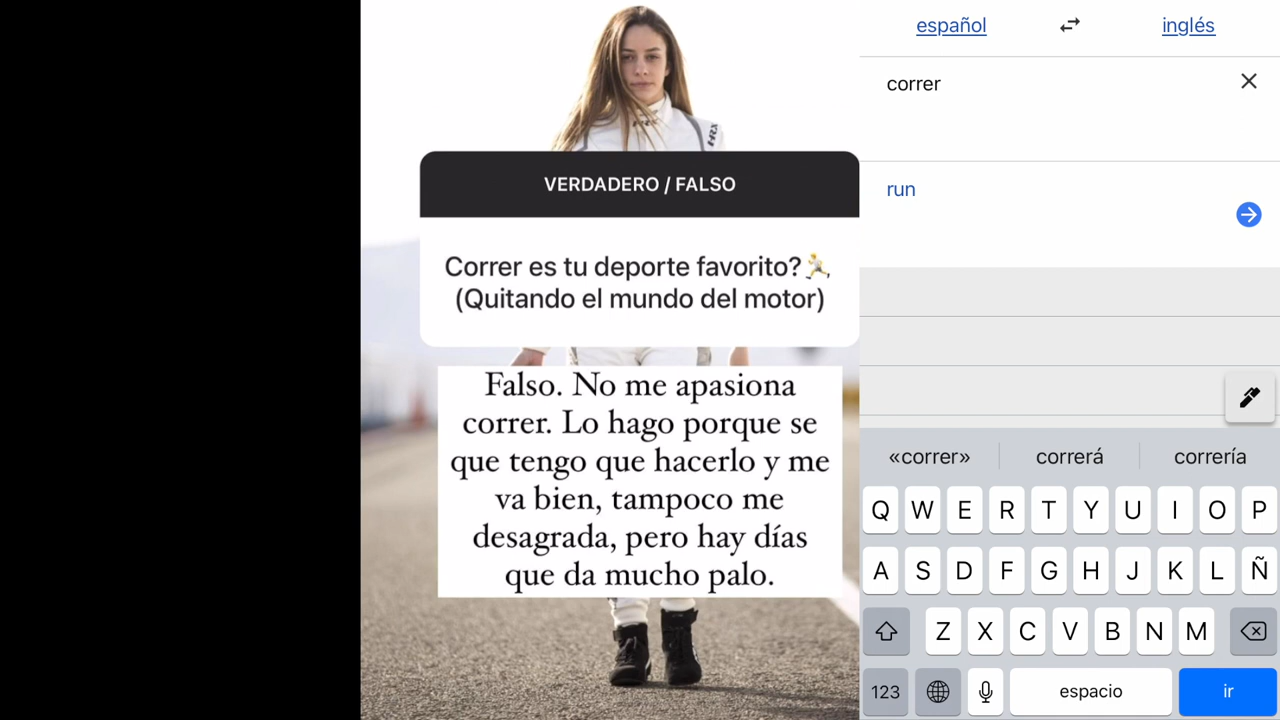 HRX
VERDADERO / FALSO
Correr es tu deporte favorito?🏃
(Quitando el mundo del motor)
Falso. No me apasiona
correr. Lo hago porque se
que tengo que hacerlo y me
va bien, tampoco me
desagrada, pero hay días
que da mucho palo.
español
inglés
correr
run
«correr»
correrá
correría
Q W E R T Y U I O P
A S D F G H J K L Ñ
Z X C V B N M
123
espacio
ir